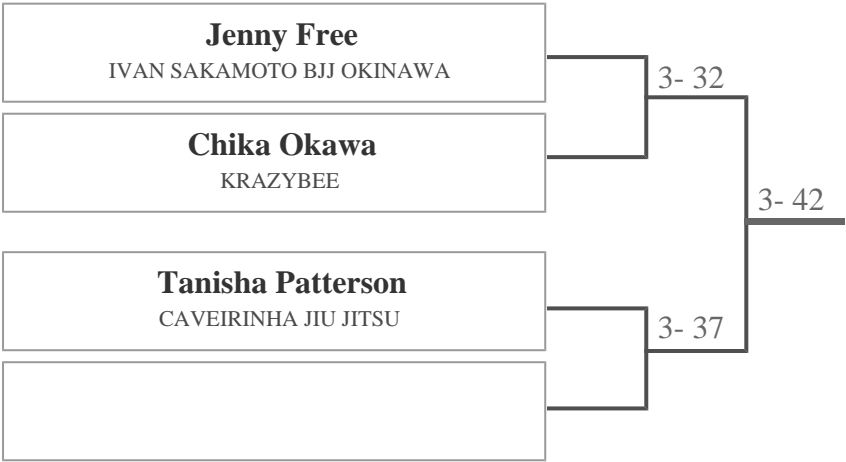 Jenny Free
IVAN SAKAMOTO BJJ OKINAWA
3- 32
Chika Okawa
KRAZYBEE
3- 42
Tanisha Patterson
CAVEIRINHA JIU JITSU
3- 37